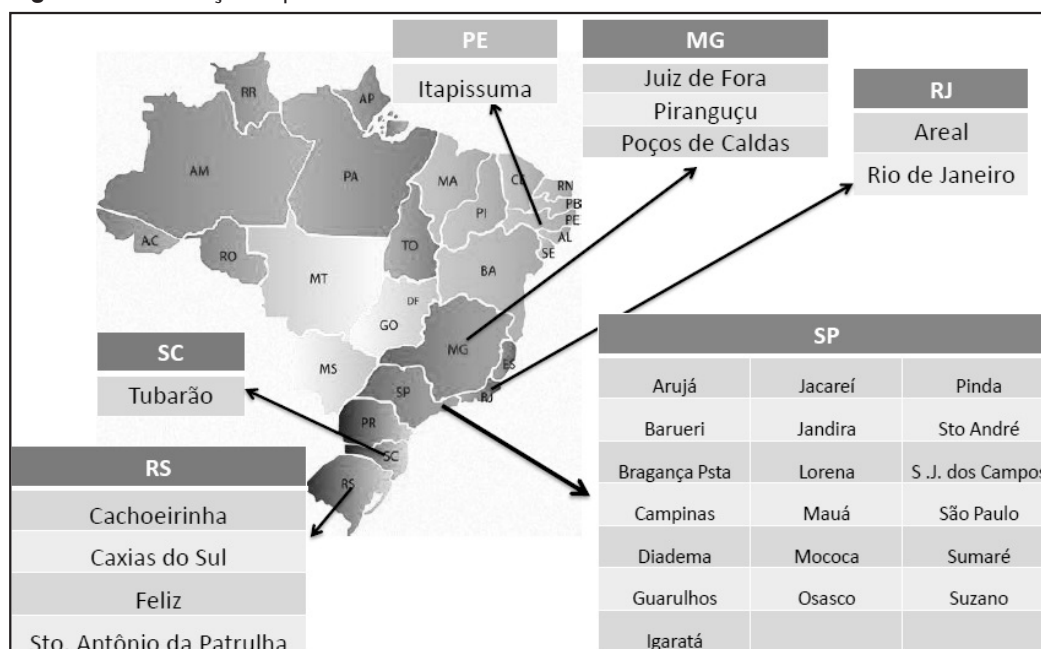 PE
Itapissuma
MG
Juiz de Fora
Piranguçu
Poços de Caldas
RJ
Areal
Rio de Janeiro
RR
AP
AM
PA
MA
CE
RN
PB
PE
AL
SE
PI
AC
RO
TO
BA
MT
DF
GO
MG
ES
MS
SP
RJ
PR
SC
RS
SC
Tubarão
RS
Cachoeirinha
Caxias do Sul
Feliz
Sto. Antônio da Patrulha
SP
Arujá Jacareí Pinda
Barueri Jandira Sto André
Bragança Psta Lorena S .J. dos Campos
Campinas Mauá São Paulo
Diadema Mococa Sumaré
Guarulhos Osasco Suzano
Igaratá